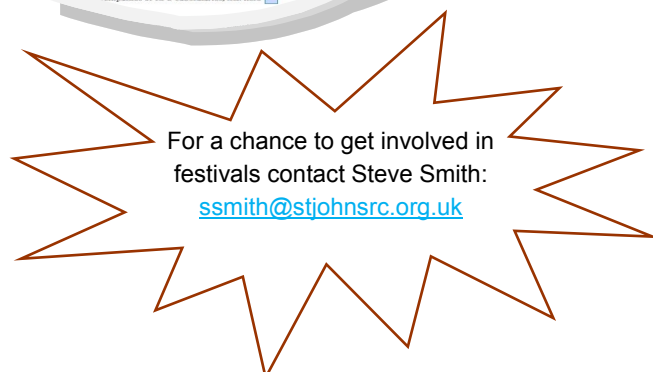 For a chance to get involved in
festivals contact Steve Smith:
ssmith@stjohnsrc.org.uk